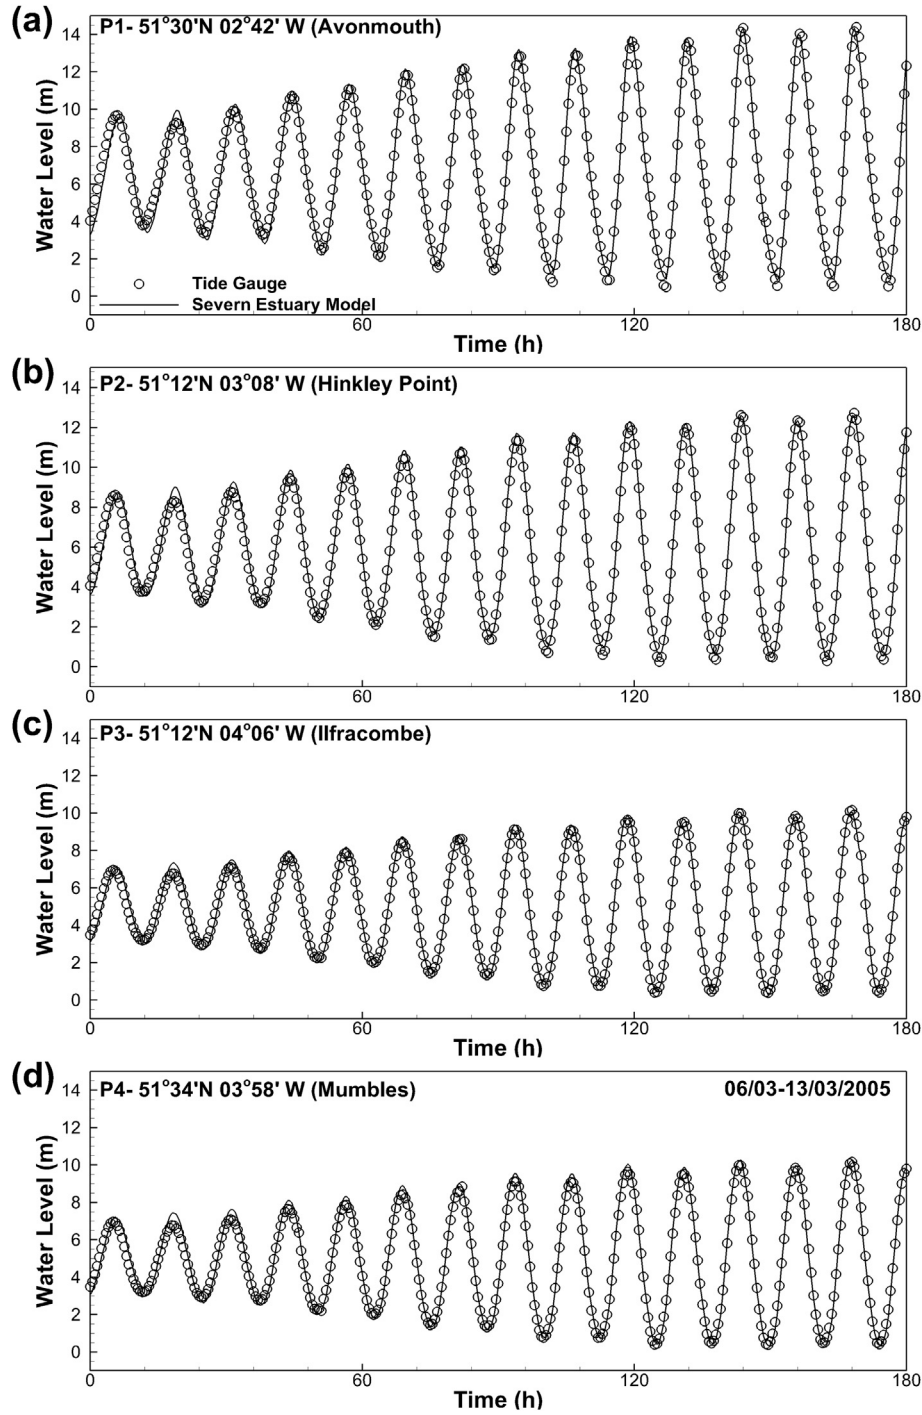 (a)
P1- 51°30'N 02°42' W (Avonmouth)
14
12
10
8
6
4
2
0
Water Level (m)
Tide Gauge
Severn Estuary Model
0 60 120 180
Time (h)
(b)
P2- 51°12'N 03°08' W (Hinkley Point)
14
12
10
8
6
4
2
0
Water Level (m)
0 60 120 180
(c)
P3- 51°12'N 04°06' W (Ilfracombe)
14
12
10
8
6
4
2
0
Water Level (m)
0 60 120 180
Time (h)
(d)
P4- 51°34'N 03°58' W (Mumbles) 06/03-13/03/2005
14
12
10
8
6
4
2
0
Water Level (m)
0 60 120 180
Time (h)